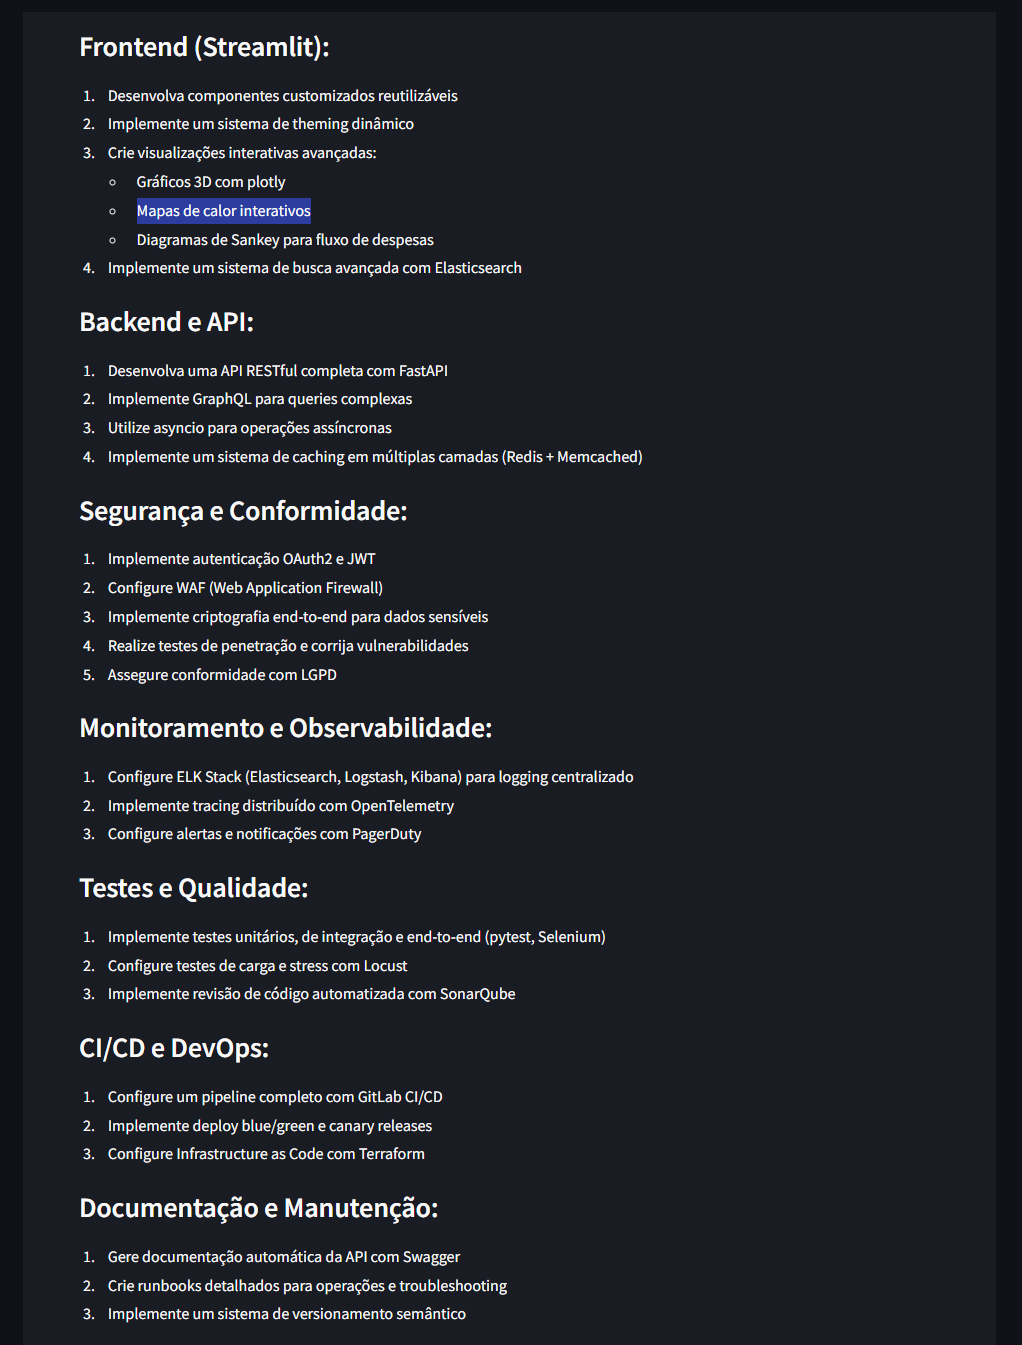 Frontend (Streamlit):
1. Desenvolva componentes customizados reutilizáveis
2. Implemente um sistema de theming dinâmico
3. Crie visualizações interativas avançadas:
○ Gráficos 3D com plotly
○ Mapas de calor interativos
○ Diagramas de Sankey para fluxo de despesas
4. Implemente um sistema de busca avançada com Elasticsearch
Backend e API:
1. Desenvolva uma API RESTful completa com FastAPI
2. Implemente GraphQL para queries complexas
3. Utilize asyncio para operações assíncronas
4. Implemente um sistema de caching em múltiplas camadas (Redis + Memcached)
Segurança e Conformidade:
1. Implemente autenticação OAuth2 e JWT
2. Configure WAF (Web Application Firewall)
3. Implemente criptografia end-to-end para dados sensíveis
4. Realize testes de penetração e corrija vulnerabilidades
5. Assegure conformidade com LGPD
Monitoramento e Observabilidade:
1. Configure ELK Stack (Elasticsearch, Logstash, Kibana) para logging centralizado
2. Implemente tracing distribuído com OpenTelemetry
3. Configure alertas e notificações com PagerDuty
Testes e Qualidade:
1. Implemente testes unitários, de integração e end-to-end (pytest, Selenium)
2. Configure testes de carga e stress com Locust
3. Implemente revisão de código automatizada com SonarQube
CI/CD e DevOps:
1. Configure um pipeline completo com GitLab CI/CD
2. Implemente deploy blue/green e canary releases
3. Configure Infrastructure as Code com Terraform
Documentação e Manutenção:
1. Gere documentação automática da API com Swagger
2. Crie runbooks detalhados para operações e troubleshooting
3. Implemente um sistema de versionamento semântico